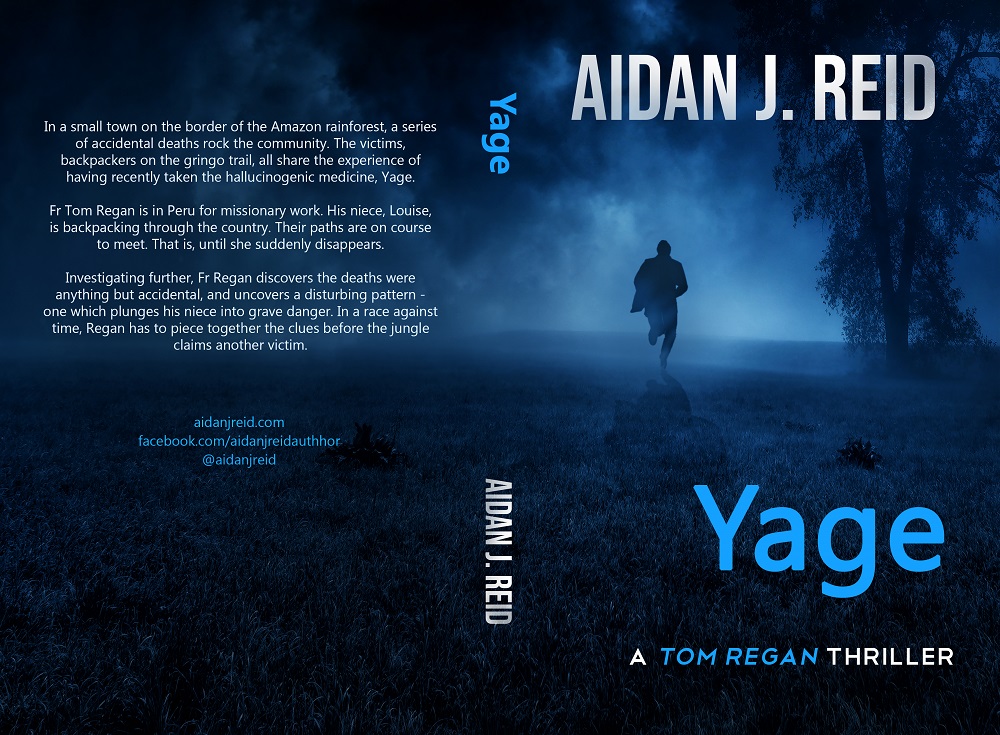 In a small town on the border of the Amazon rainforest, a series
of accidental deaths rock the community. The victims,
backpackers on the gringo trail, all share the experience of
having recently taken the hallucinogenic medicine, Yage.
Fr Tom Regan is in Peru for missionary work. His niece, Louise,
is backpacking through the country. Their paths are on course
to meet. That is, until she suddenly disappears.
Investigating further, Fr Regan discovers the deaths were
anything but accidental, and uncovers a disturbing pattern -
one which plunges his niece into grave danger. In a race against
time, Regan has to piece together the clues before the jungle
claims another victim.
aidanjreid.com
facebook.com/aidanjreidauthhor
@aidanjreid
Yage
AIDAN J. REID
AIDAN J. REID
Yage
A TOM REGAN THRILLER